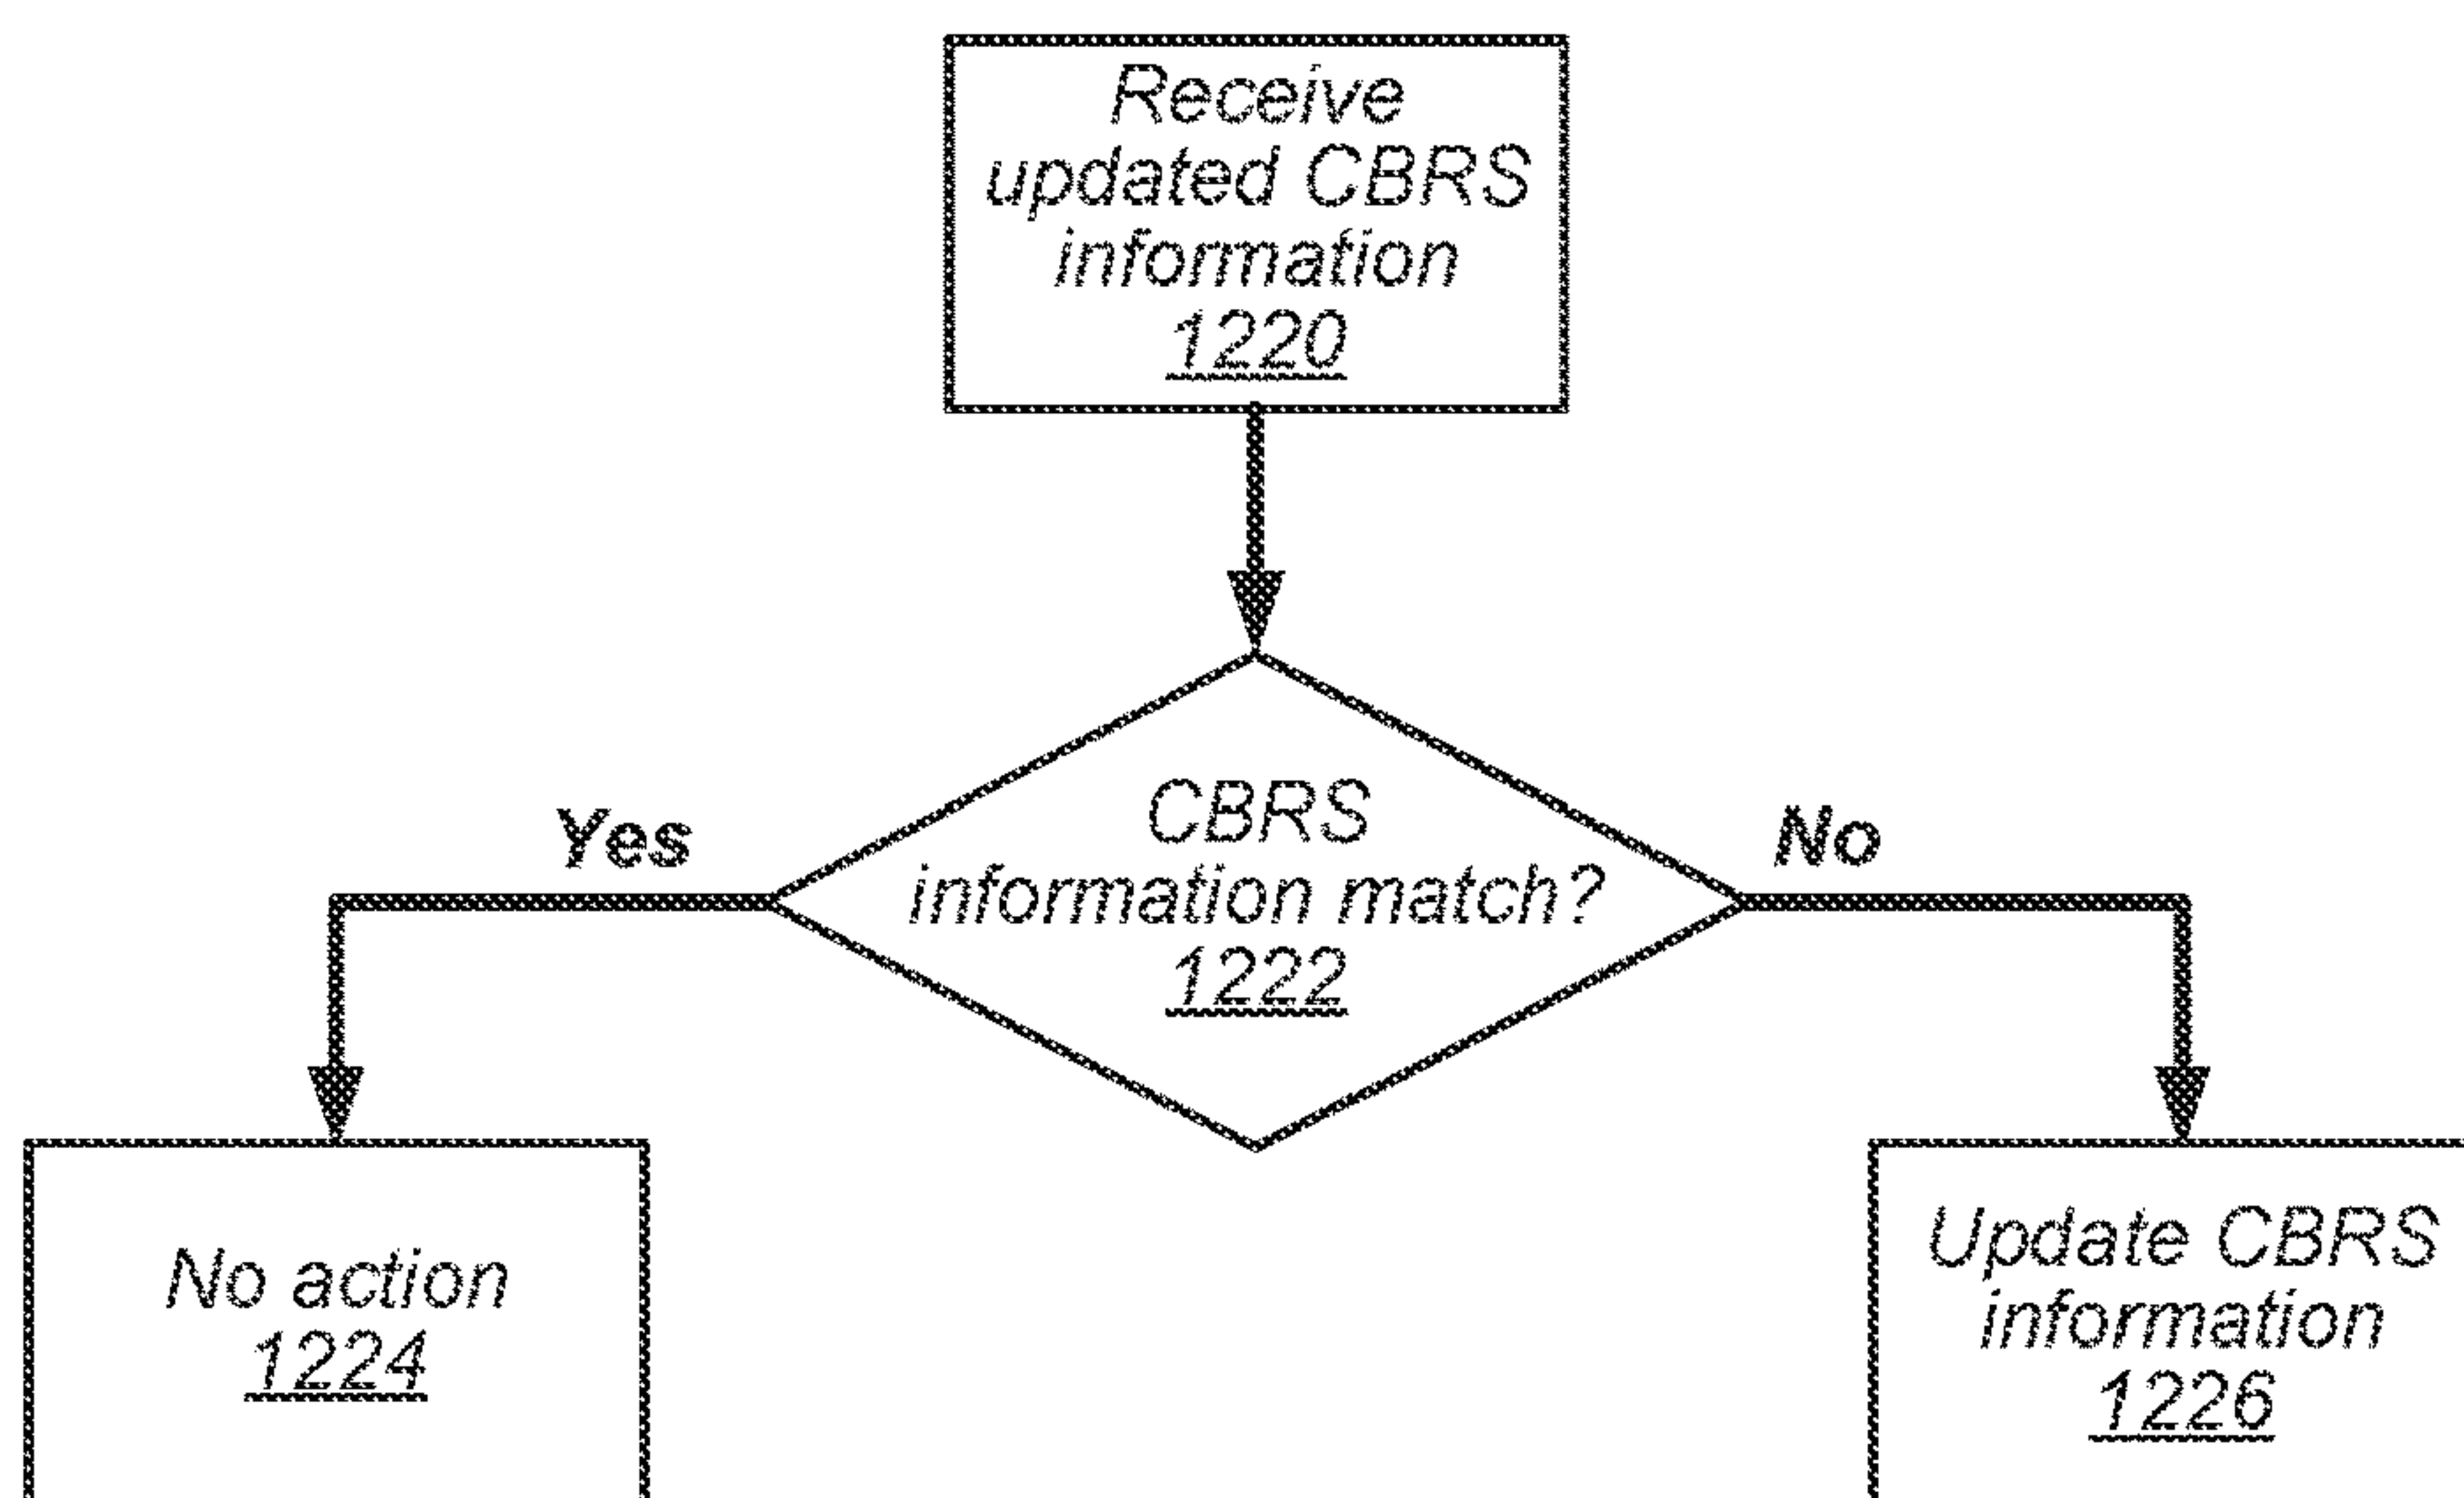 Receive
updated CBRS
information
1220
CBRS
information match?
1222
Yes
No
No action
1224
Update CBRS
information
1226